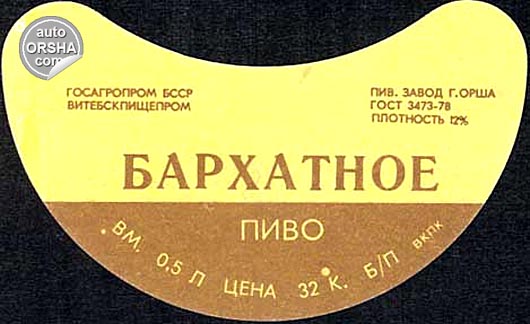 auto
ORSHA
com
ГОСАГРОПРОМ БССР
ВИТЕБСКПИЩЕПРОМ
ПИВ. ЗАВОД Г. ОРША
ГОСТ 3473-78
ПЛОТНОСТЬ 12%
БАРХАТНОЕ
ПИВО
ВМ. 0,5 Л ЦЕНА 32 К. Б/П ВКПК